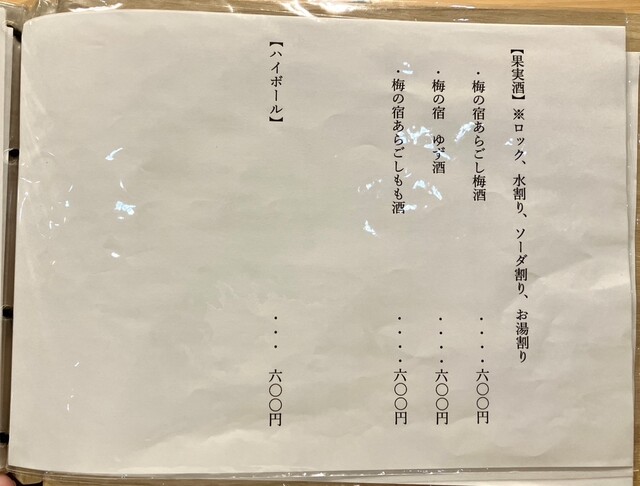 【果実酒】※ロック、水割り、ソーダ割り、お湯割り
・梅の宿あらごし梅酒 ・・・・六〇〇円
・梅の宿 ゆず酒 ・・・・六〇〇円
・梅の宿あらごしもも酒 ・・・・六〇〇円
【ハイボール】 ・・・ 六〇〇円